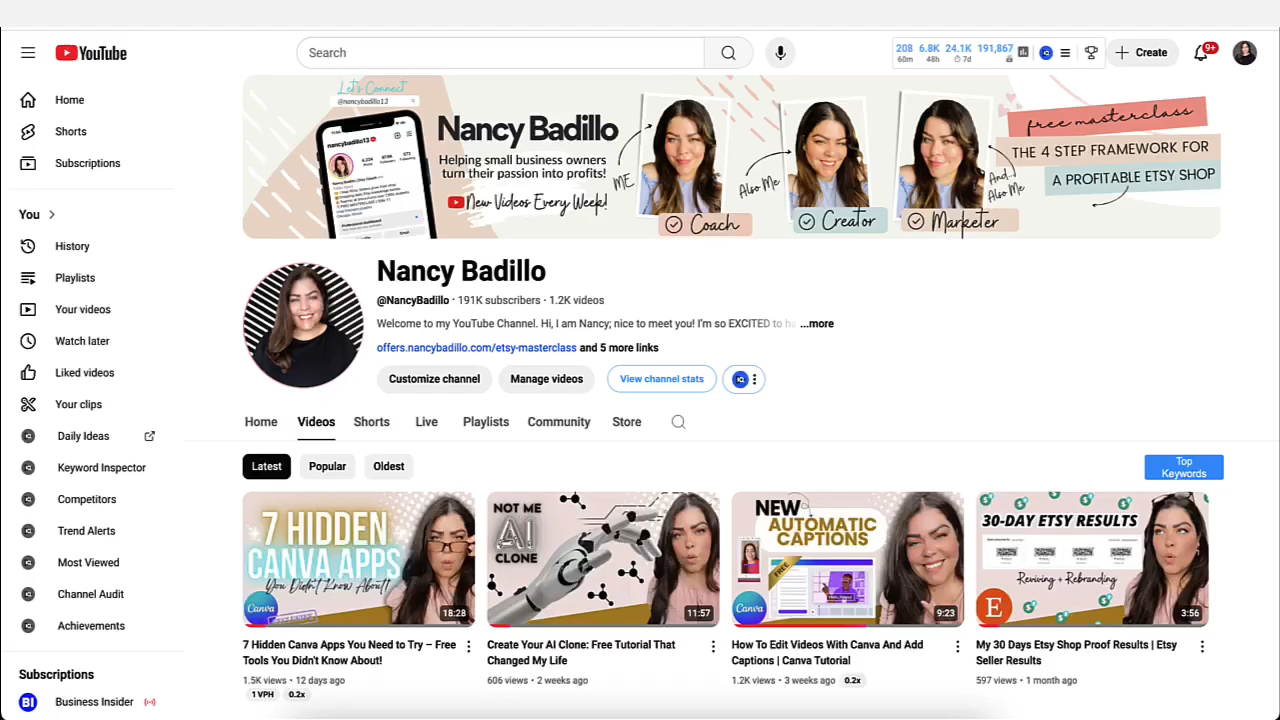 YouTube
Search
208 6.8K 24.1K 191,867
60m 48h 7d
Create
9+
Home
Shorts
Subscriptions
You
History
Playlists
Your videos
Watch later
Liked videos
Your clips
Daily Ideas
Keyword Inspector
Competitors
Trend Alerts
Most Viewed
Channel Audit
Achievements
Subscriptions
BI Business Insider
Let's Connect
@nancybadillo13
nancybadillo13
Nancy Badillo
Helping small business owners
turn their passion into profits!
New Videos Every Week!
ME
Also Me
And Also Me
Coach
Creator
Marketer
free masterclass
THE 4 STEP FRAMEWORK FOR
A PROFITABLE ETSY SHOP
Nancy Badillo
@NancyBadillo · 191K subscribers · 1.2K videos
Welcome to my YouTube Channel. Hi, I am Nancy; nice to meet you! I'm so EXCITED to ha ...more
offers.nancybadillo.com/etsy-masterclass and 5 more links
Customize channel
Manage videos
View channel stats
Home Videos Shorts Live Playlists Community Store
Latest Popular Oldest
Top
Keywords
7 HIDDEN
CANVA APPS
You Didn't Know About!
Canva
18:28
NOT ME
AI
CLONE
11:57
NEW
AUTOMATIC
CAPTIONS
FREE
Canva
9:23
30-DAY ETSY RESULTS
Reviving + Rebranding
E
3:56
7 Hidden Canva Apps You Need to Try – Free
Tools You Didn't Know About!
1.5K views · 12 days ago
1 VPH 0.2x
Create Your AI Clone: Free Tutorial That
Changed My Life
606 views · 2 weeks ago
How To Edit Videos With Canva And Add
Captions | Canva Tutorial
1.2K views · 3 weeks ago 0.2x
My 30 Days Etsy Shop Proof Results | Etsy
Seller Results
597 views · 1 month ago